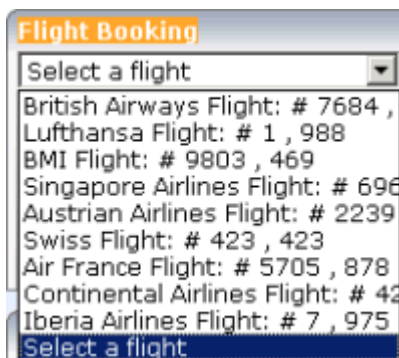 Flight Booking
Select a flight
British Airways Flight: # 7684 ,
Lufthansa Flight: # 1 , 988
BMI Flight: # 9803 , 469
Singapore Airlines Flight: # 696
Austrian Airlines Flight: # 2239
Swiss Flight: # 423 , 423
Air France Flight: # 5705 , 878
Continental Airlines Flight: # 42
Iberia Airlines Flight: # 7 , 975
Select a flight